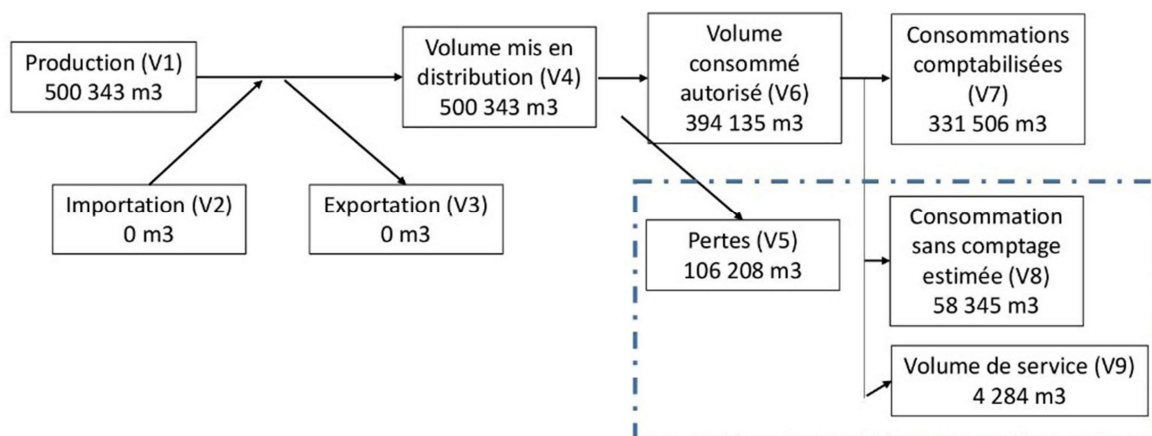 Production (V1)
500 343 m3
Volume mis en
distribution (V4)
500 343 m3
Volume
consommé
autorisé (V6)
394 135 m3
Consommations
comptabilisées
(V7)
331 506 m3
Importation (V2)
0 m3
Exportation (V3)
0 m3
Pertes (V5)
106 208 m3
Consommation
sans comptage
estimée (V8)
58 345 m3
Volume de service (V9)
4 284 m3